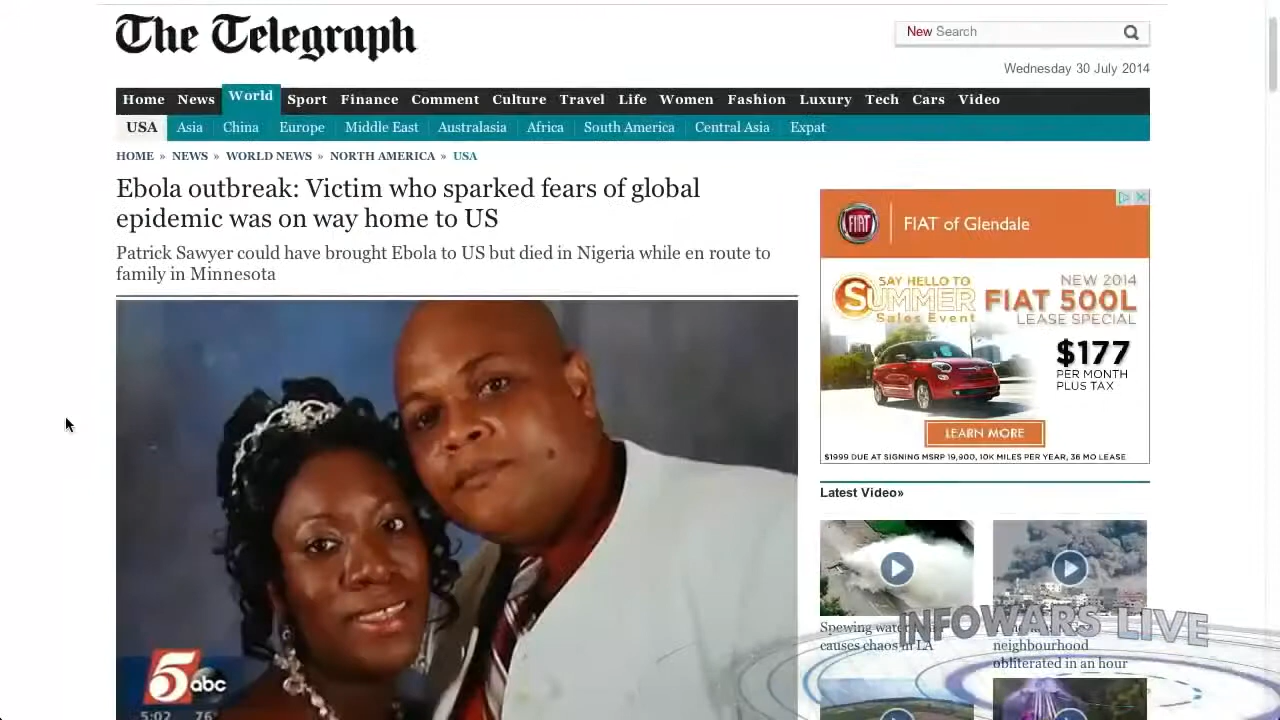 The Telegraph
New Search
Wednesday 30 July 2014
Home News World Sport Finance Comment Culture Travel Life Women Fashion Luxury Tech Cars Video
USA Asia China Europe Middle East Australasia Africa South America Central Asia Expat
HOME » NEWS » WORLD NEWS » NORTH AMERICA » USA
Ebola outbreak: Victim who sparked fears of global
epidemic was on way home to US
Patrick Sawyer could have brought Ebola to US but died in Nigeria while en route to
family in Minnesota
5 abc
5:02 76°
FIAT
FIAT of Glendale
SAY HELLO TO
SUMMER
Sales Event
NEW 2014
FIAT 500L
LEASE SPECIAL
$177
PER MONTH
PLUS TAX
LEARN MORE
$1999 DUE AT SIGNING MSRP 19,900, 10K MILES PER YEAR, 36 MO LEASE
Latest Video»
Spewing
causes chaos in LA
neighbourhood
obliterated in an hour
INFOWARS LIVE